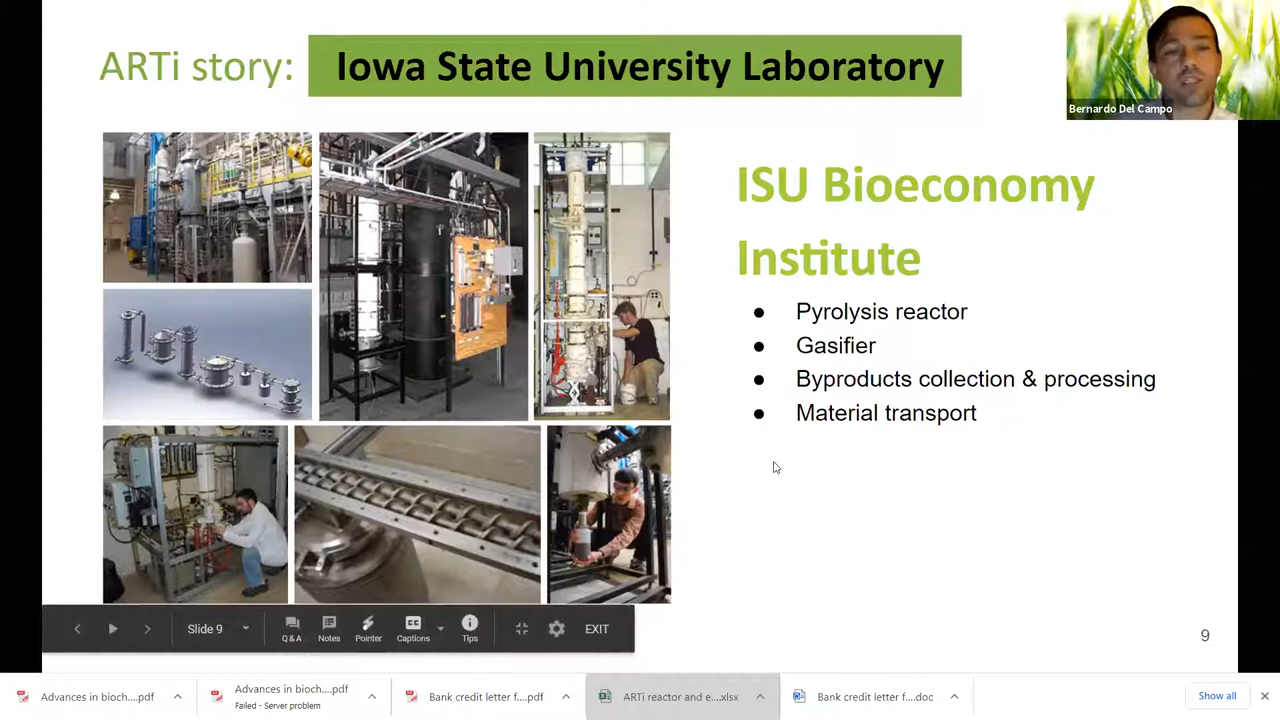 ARTi story:
Iowa State University Laboratory
Bernardo Del Campo
ISU Bioeconomy
Institute
● Pyrolysis reactor
● Gasifier
● Byproducts collection & processing
● Material transport
Slide 9
Q & A
Notes
Pointer
Captions
Tips
EXIT
9
Advances in bioch....pdf
Advances in bioch....pdf
Failed - Server problem
Bank credit letter f....pdf
ARTi reactor and e....xlsx
Bank credit letter f....doc
Show all